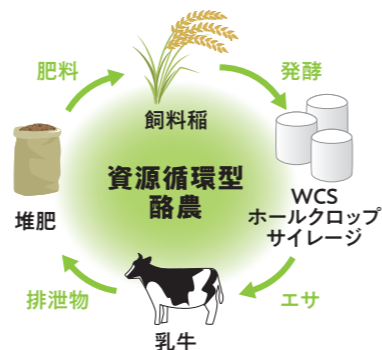 肥料
発酵
飼料稲
資源循環型
酪農
堆肥
WCS
ホールクロップ
サイレージ
排泄物
エサ
乳牛